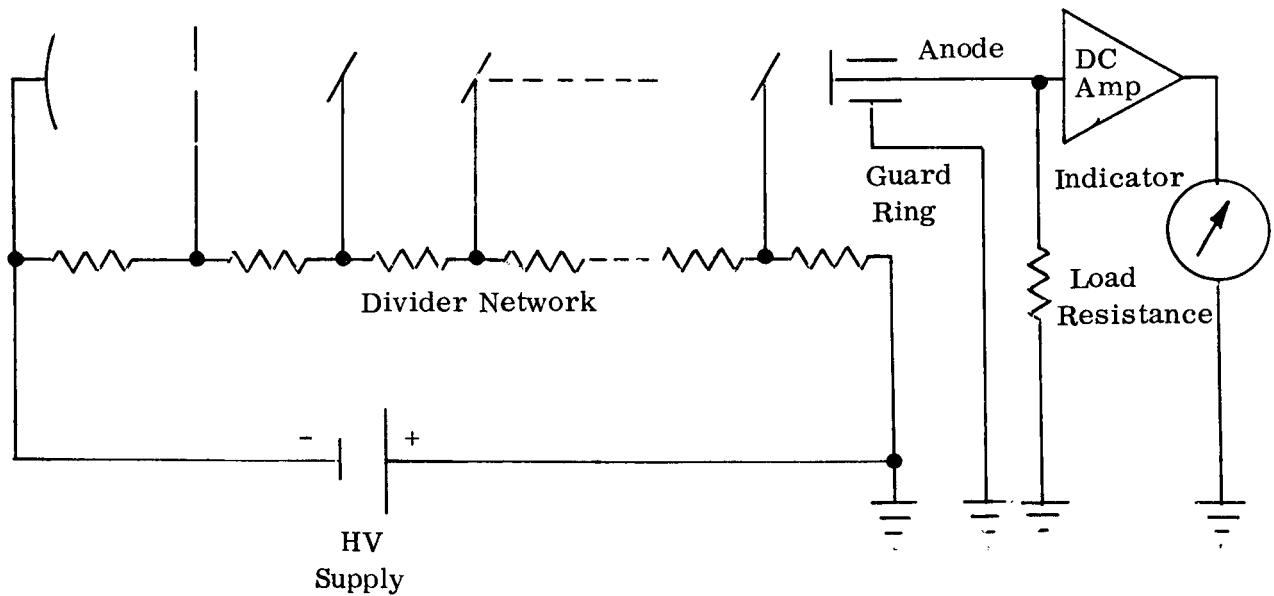 Anode
DC
Amp
Guard
Ring
Indicator
Divider Network
Load
Resistance
-
+
HV
Supply